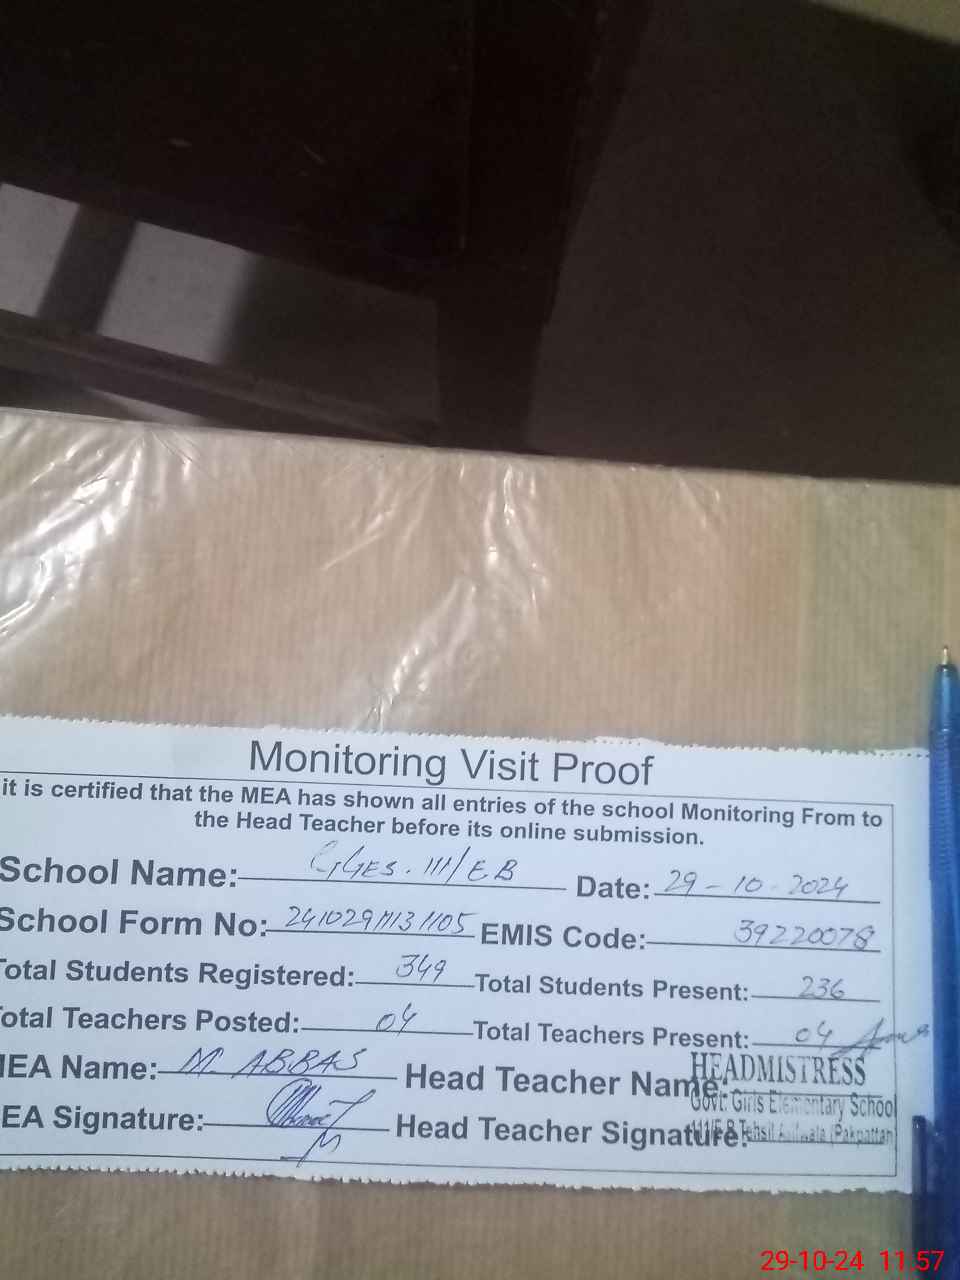 Monitoring Visit Proof
it is certified that the MEA has shown all entries of the school Monitoring From to
the Head Teacher before its online submission.
School Name: GGES. 111/EB Date: 29-10-2024
School Form No: EMIS Code: 39220078
Total Students Registered: 349 Total Students Present: 236
Total Teachers Posted: 04 Total Teachers Present: 04
MEA Name: M. ABBAS Head Teacher Name:
HEADMISTRESS
Govt: Girls Elementary School
EA Signature: Head Teacher Signature:
111/E.B Tehsil Arifwala (Pakpattan)
29-10-24 11:57